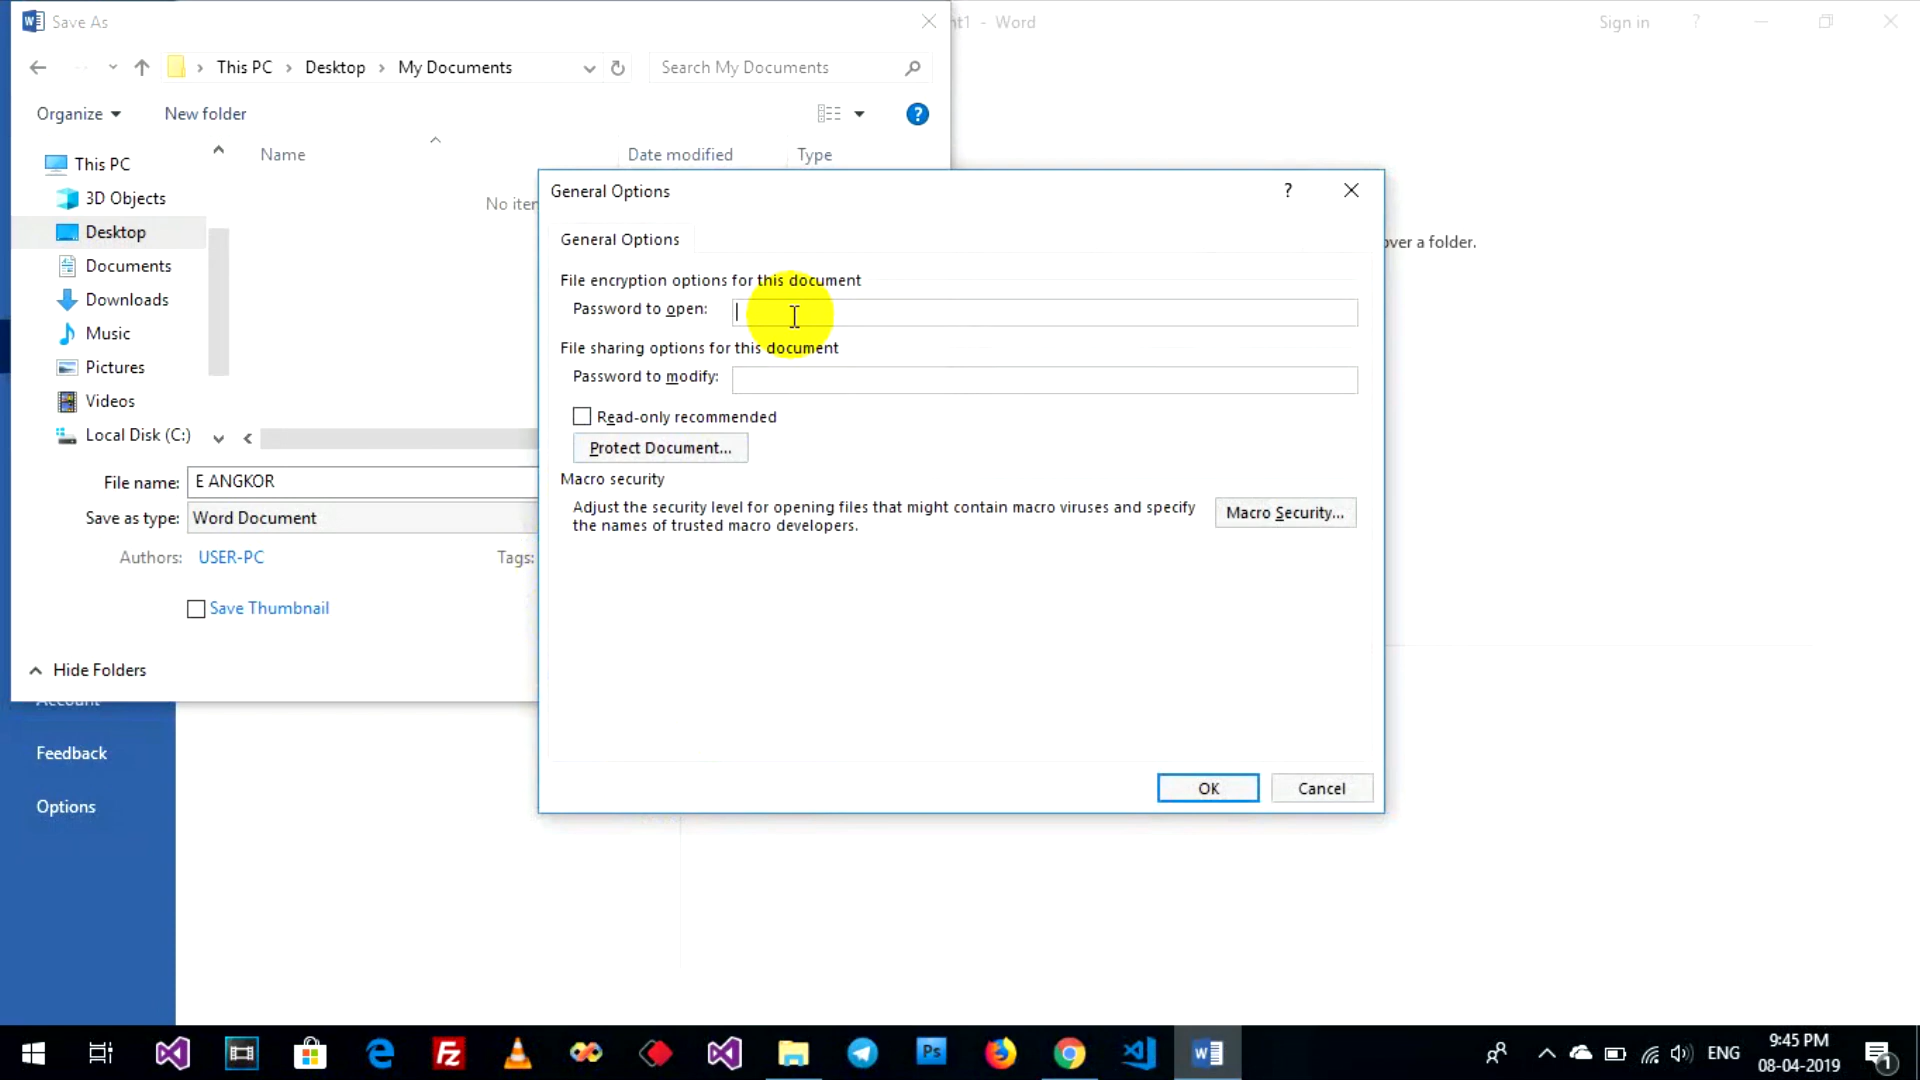 Save As
nt1 - Word
Sign in
?
This PC
Desktop
My Documents
Search My Documents
Organize
New folder
?
Name
Date modified
Type
This PC
3D Objects
Desktop
Documents
Downloads
Music
Pictures
Videos
Local Disk (C:)
No iten
File name: E ANGKOR
Save as type: Word Document
Authors: USER-PC
Tags:
Save Thumbnail
Hide Folders
General Options
?
General Options
File encryption options for this document
Password to open:
File sharing options for this document
Password to modify:
Read-only recommended
Protect Document...
Macro security
Adjust the security level for opening files that might contain macro viruses and specify
the names of trusted macro developers.
Macro Security...
OK
Cancel
over a folder.
Account
Feedback
Options
Fz
Ps
W
ENG
9:45 PM
08-04-2019
1